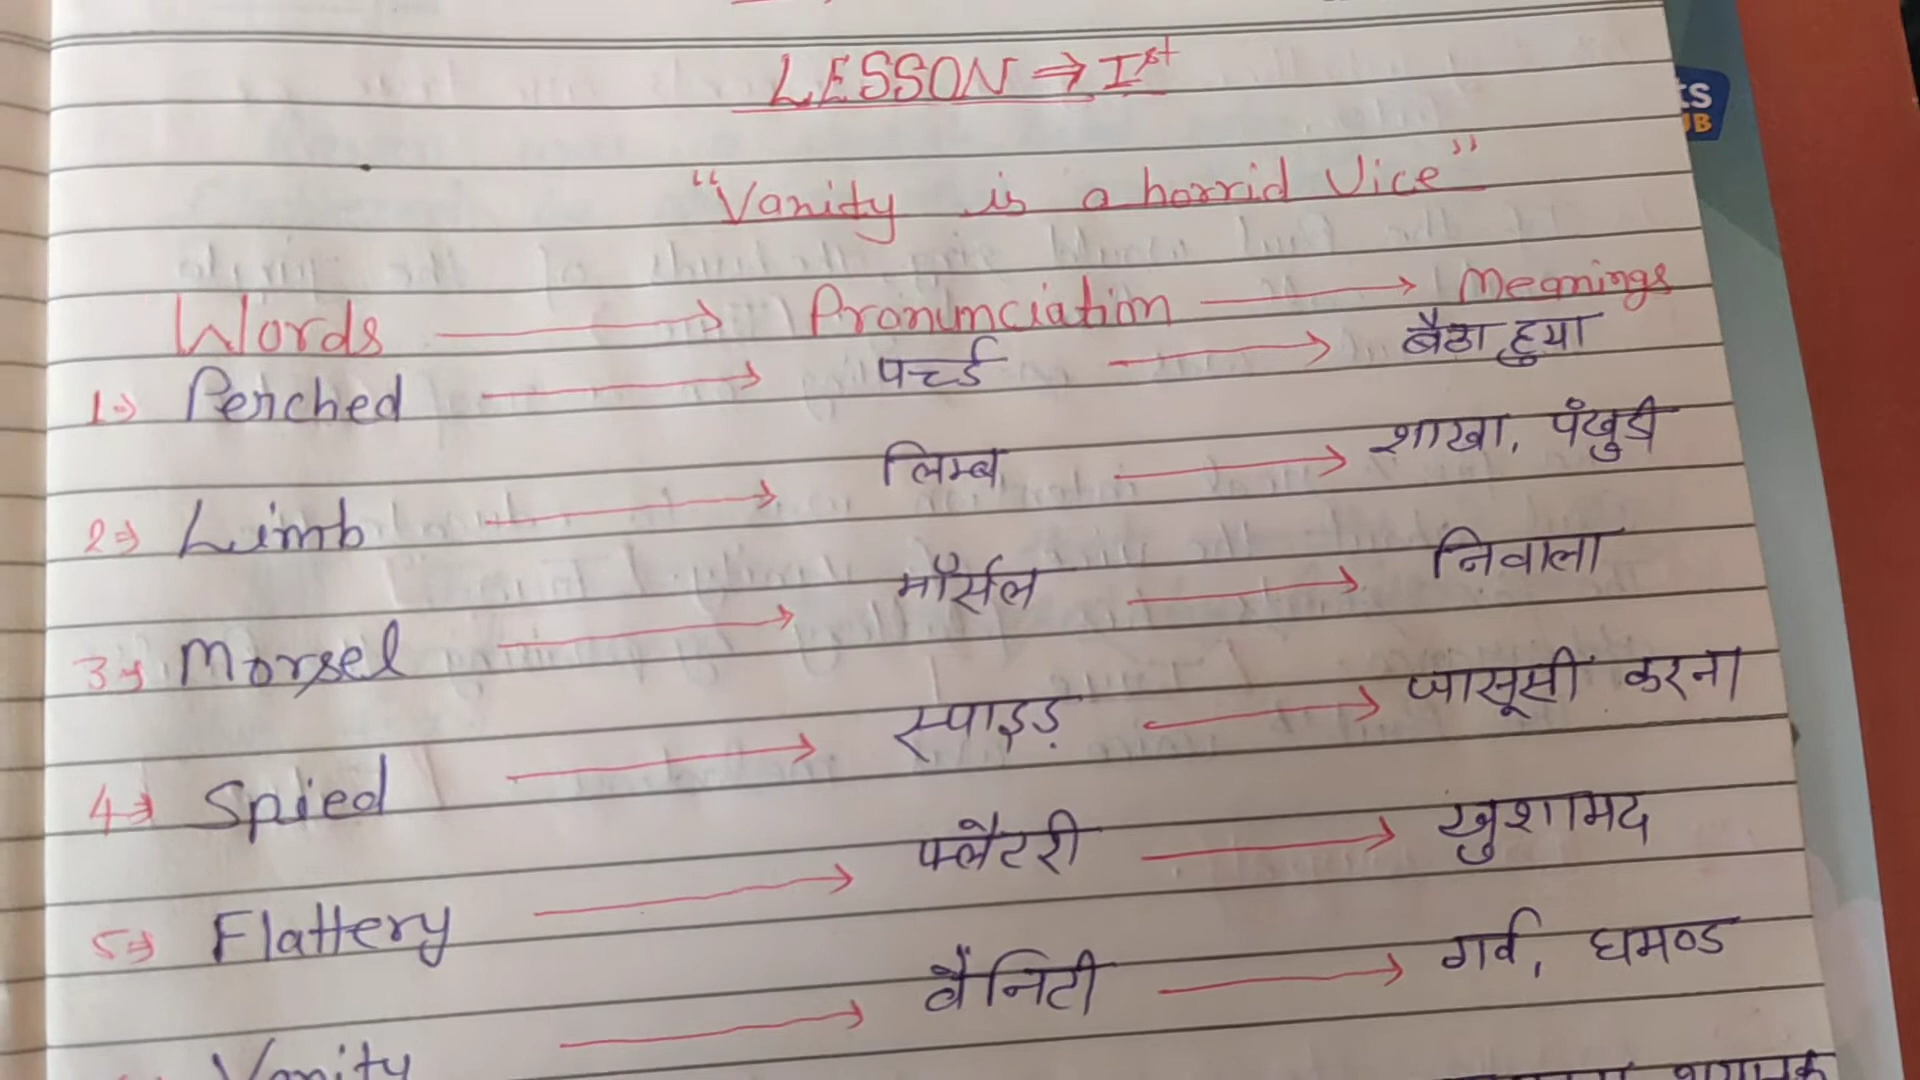 LESSON ⇒ Ist
"Vanity is a horrid Vice"
Words → Pronunciation → Meanings
1⇒ Perched → पर्च्ड → बैठा हुया
2⇒ Limb → लिम्ब → शाखा, पंखुडी
3⇒ Morsel → मॉर्सल → निवाला
4⇒ Spied → स्पाइड़ → जासूसी करना
5⇒ Flattery → फ्लैटरी → खुशामद
Vanity → वैनिटी → गर्व, घमण्ड